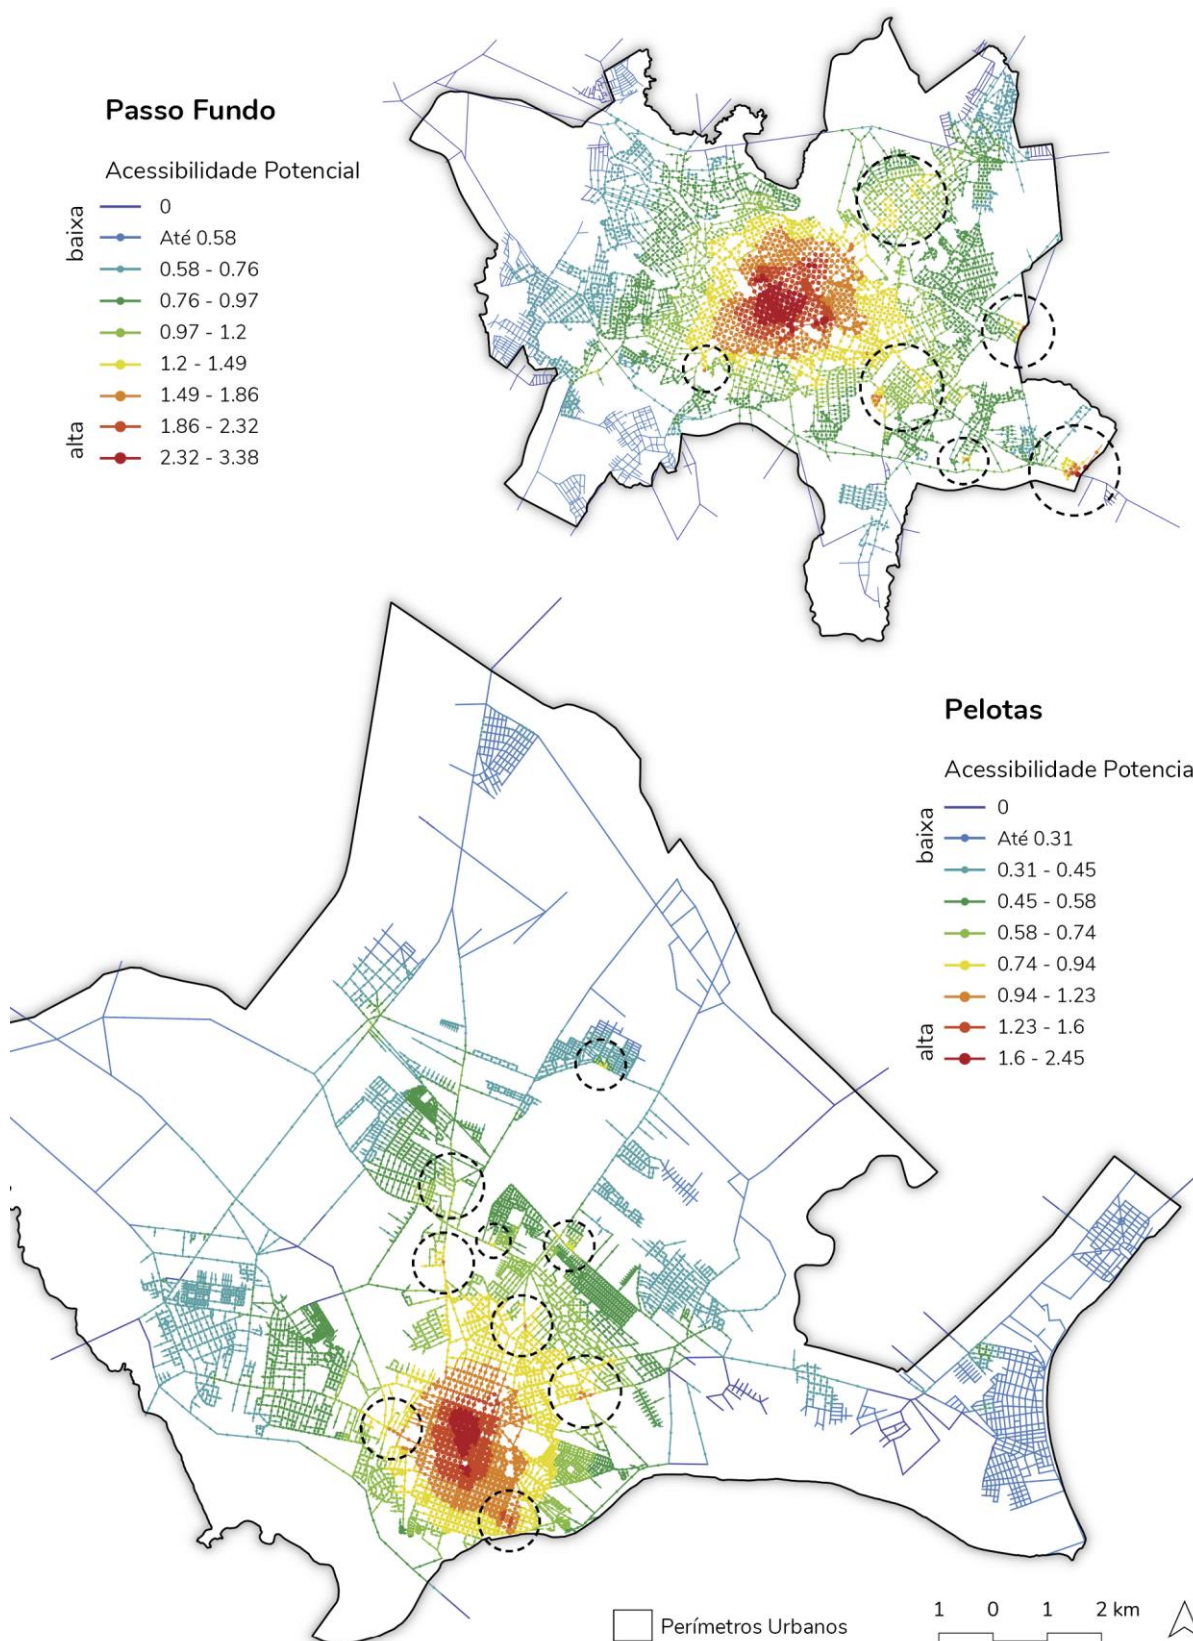 Passo Fundo
Acessibilidade Potencial
baixa
0
Até 0.58
0.58 - 0.76
0.76 - 0.97
0.97 - 1.2
1.2 - 1.49
1.49 - 1.86
1.86 - 2.32
alta
2.32 - 3.38
Pelotas
Acessibilidade Potencia
baixa
0
Até 0.31
0.31 - 0.45
0.45 - 0.58
0.58 - 0.74
0.74 - 0.94
0.94 - 1.23
1.23 - 1.6
alta
1.6 - 2.45
Perímetros Urbanos
1 0 1 2 km